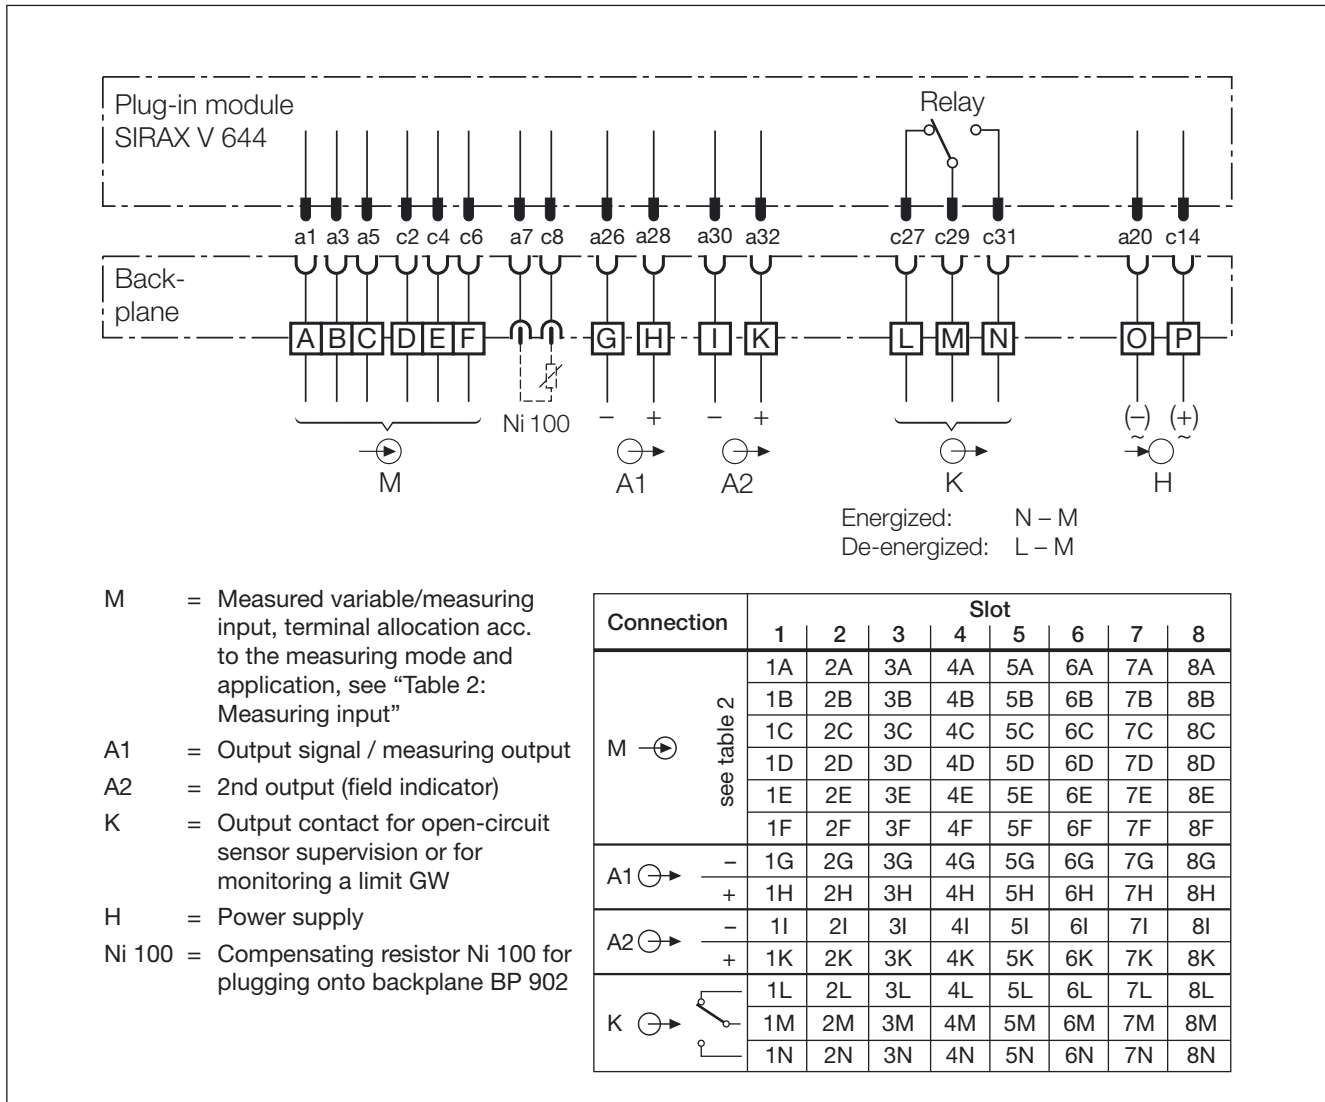 Plug-in module
SIRAX V 644
Relay
a1 a3 a5 c2 c4 c6 a7 c8 a26 a28 a30 a32 c27 c29 c31 a20 c14
Back-
plane
A B C D E F G H I K L M N O P
Ni 100
– + – + (–) (+)
~ ~
M A1 A2 K H
Energized: N – M
De-energized: L – M
M = Measured variable/measuring
input, terminal allocation acc.
to the measuring mode and
application, see “Table 2:
Measuring input”
A1 = Output signal / measuring output
A2 = 2nd output (field indicator)
K = Output contact for open-circuit
sensor supervision or for
monitoring a limit GW
H = Power supply
Ni 100 = Compensating resistor Ni 100 for
plugging onto backplane BP 902
Connection Slot
1 2 3 4 5 6 7 8
M see table 2
1A 2A 3A 4A 5A 6A 7A 8A
1B 2B 3B 4B 5B 6B 7B 8B
1C 2C 3C 4C 5C 6C 7C 8C
1D 2D 3D 4D 5D 6D 7D 8D
1E 2E 3E 4E 5E 6E 7E 8E
1F 2F 3F 4F 5F 6F 7F 8F
A1
– 1G 2G 3G 4G 5G 6G 7G 8G
+ 1H 2H 3H 4H 5H 6H 7H 8H
A2
– 1I 2I 3I 4I 5I 6I 7I 8I
+ 1K 2K 3K 4K 5K 6K 7K 8K
K
1L 2L 3L 4L 5L 6L 7L 8L
1M 2M 3M 4M 5M 6M 7M 8M
1N 2N 3N 4N 5N 6N 7N 8N